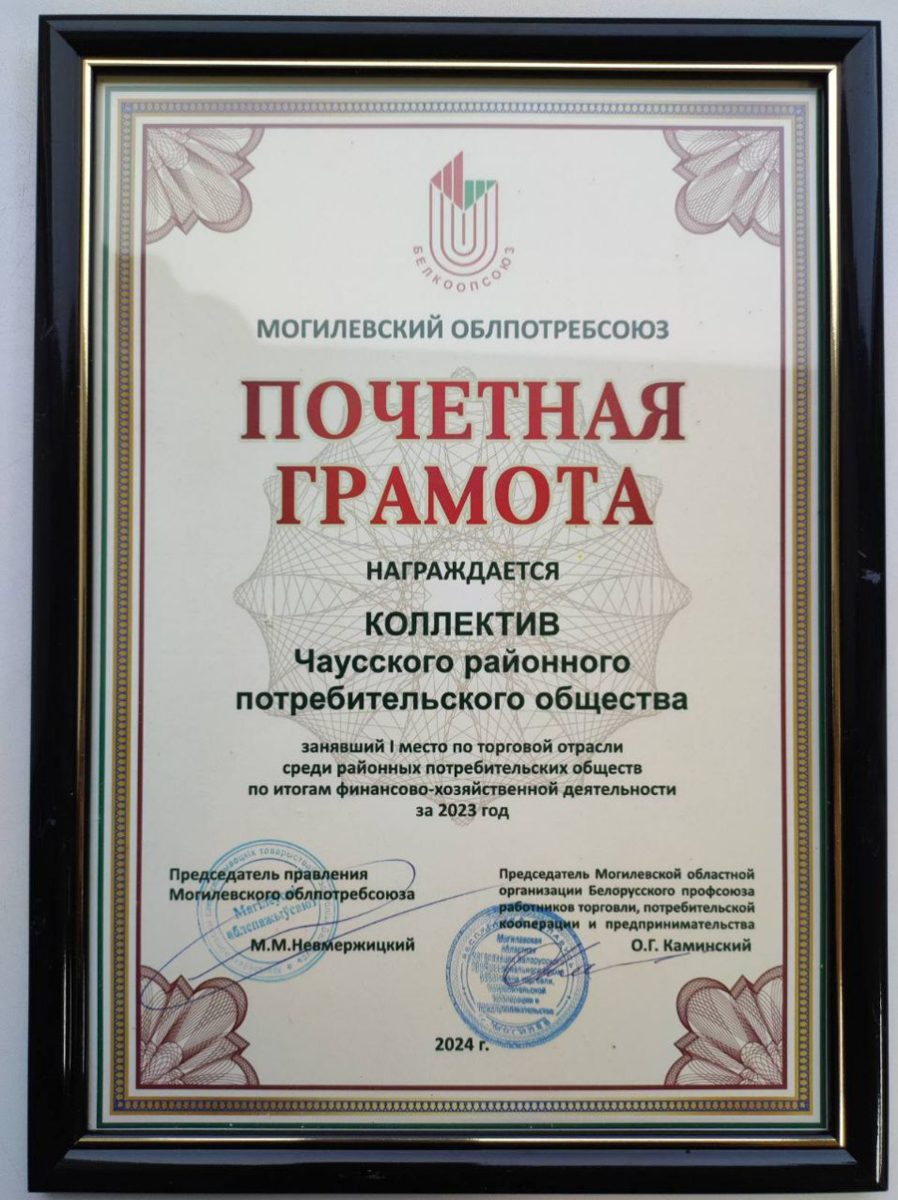 БЕЛКООПСОЮЗ
МОГИЛЕВСКИЙ ОБЛПОТРЕБСОЮЗ
ПОЧЕТНАЯ
ГРАМОТА
НАГРАЖДАЕТСЯ
КОЛЛЕКТИВ
Чаусского районного
потребительского общества
занявший I место по торговой отрасли
среди районных потребительских обществ
по итогам финансово-хозяйственной деятельности
за 2023 год
Председатель правления
Могилевского облпотребсоюза
М.М.Невмержицкий
Председатель Могилевской областной
организации Белорусского профсоюза
работников торговли, потребительской
кооперации и предпринимательства
О.Г. Каминский
Могилевская
областная
2024 г.